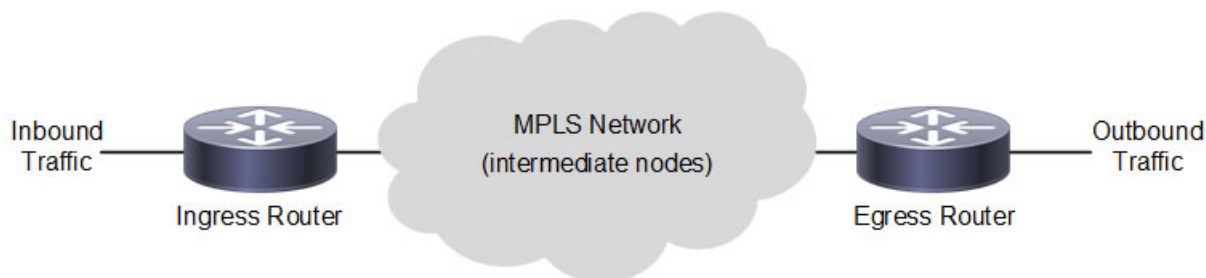 Inbound
Traffic
Ingress Router
MPLS Network
(intermediate nodes)
Egress Router
Outbound
Traffic